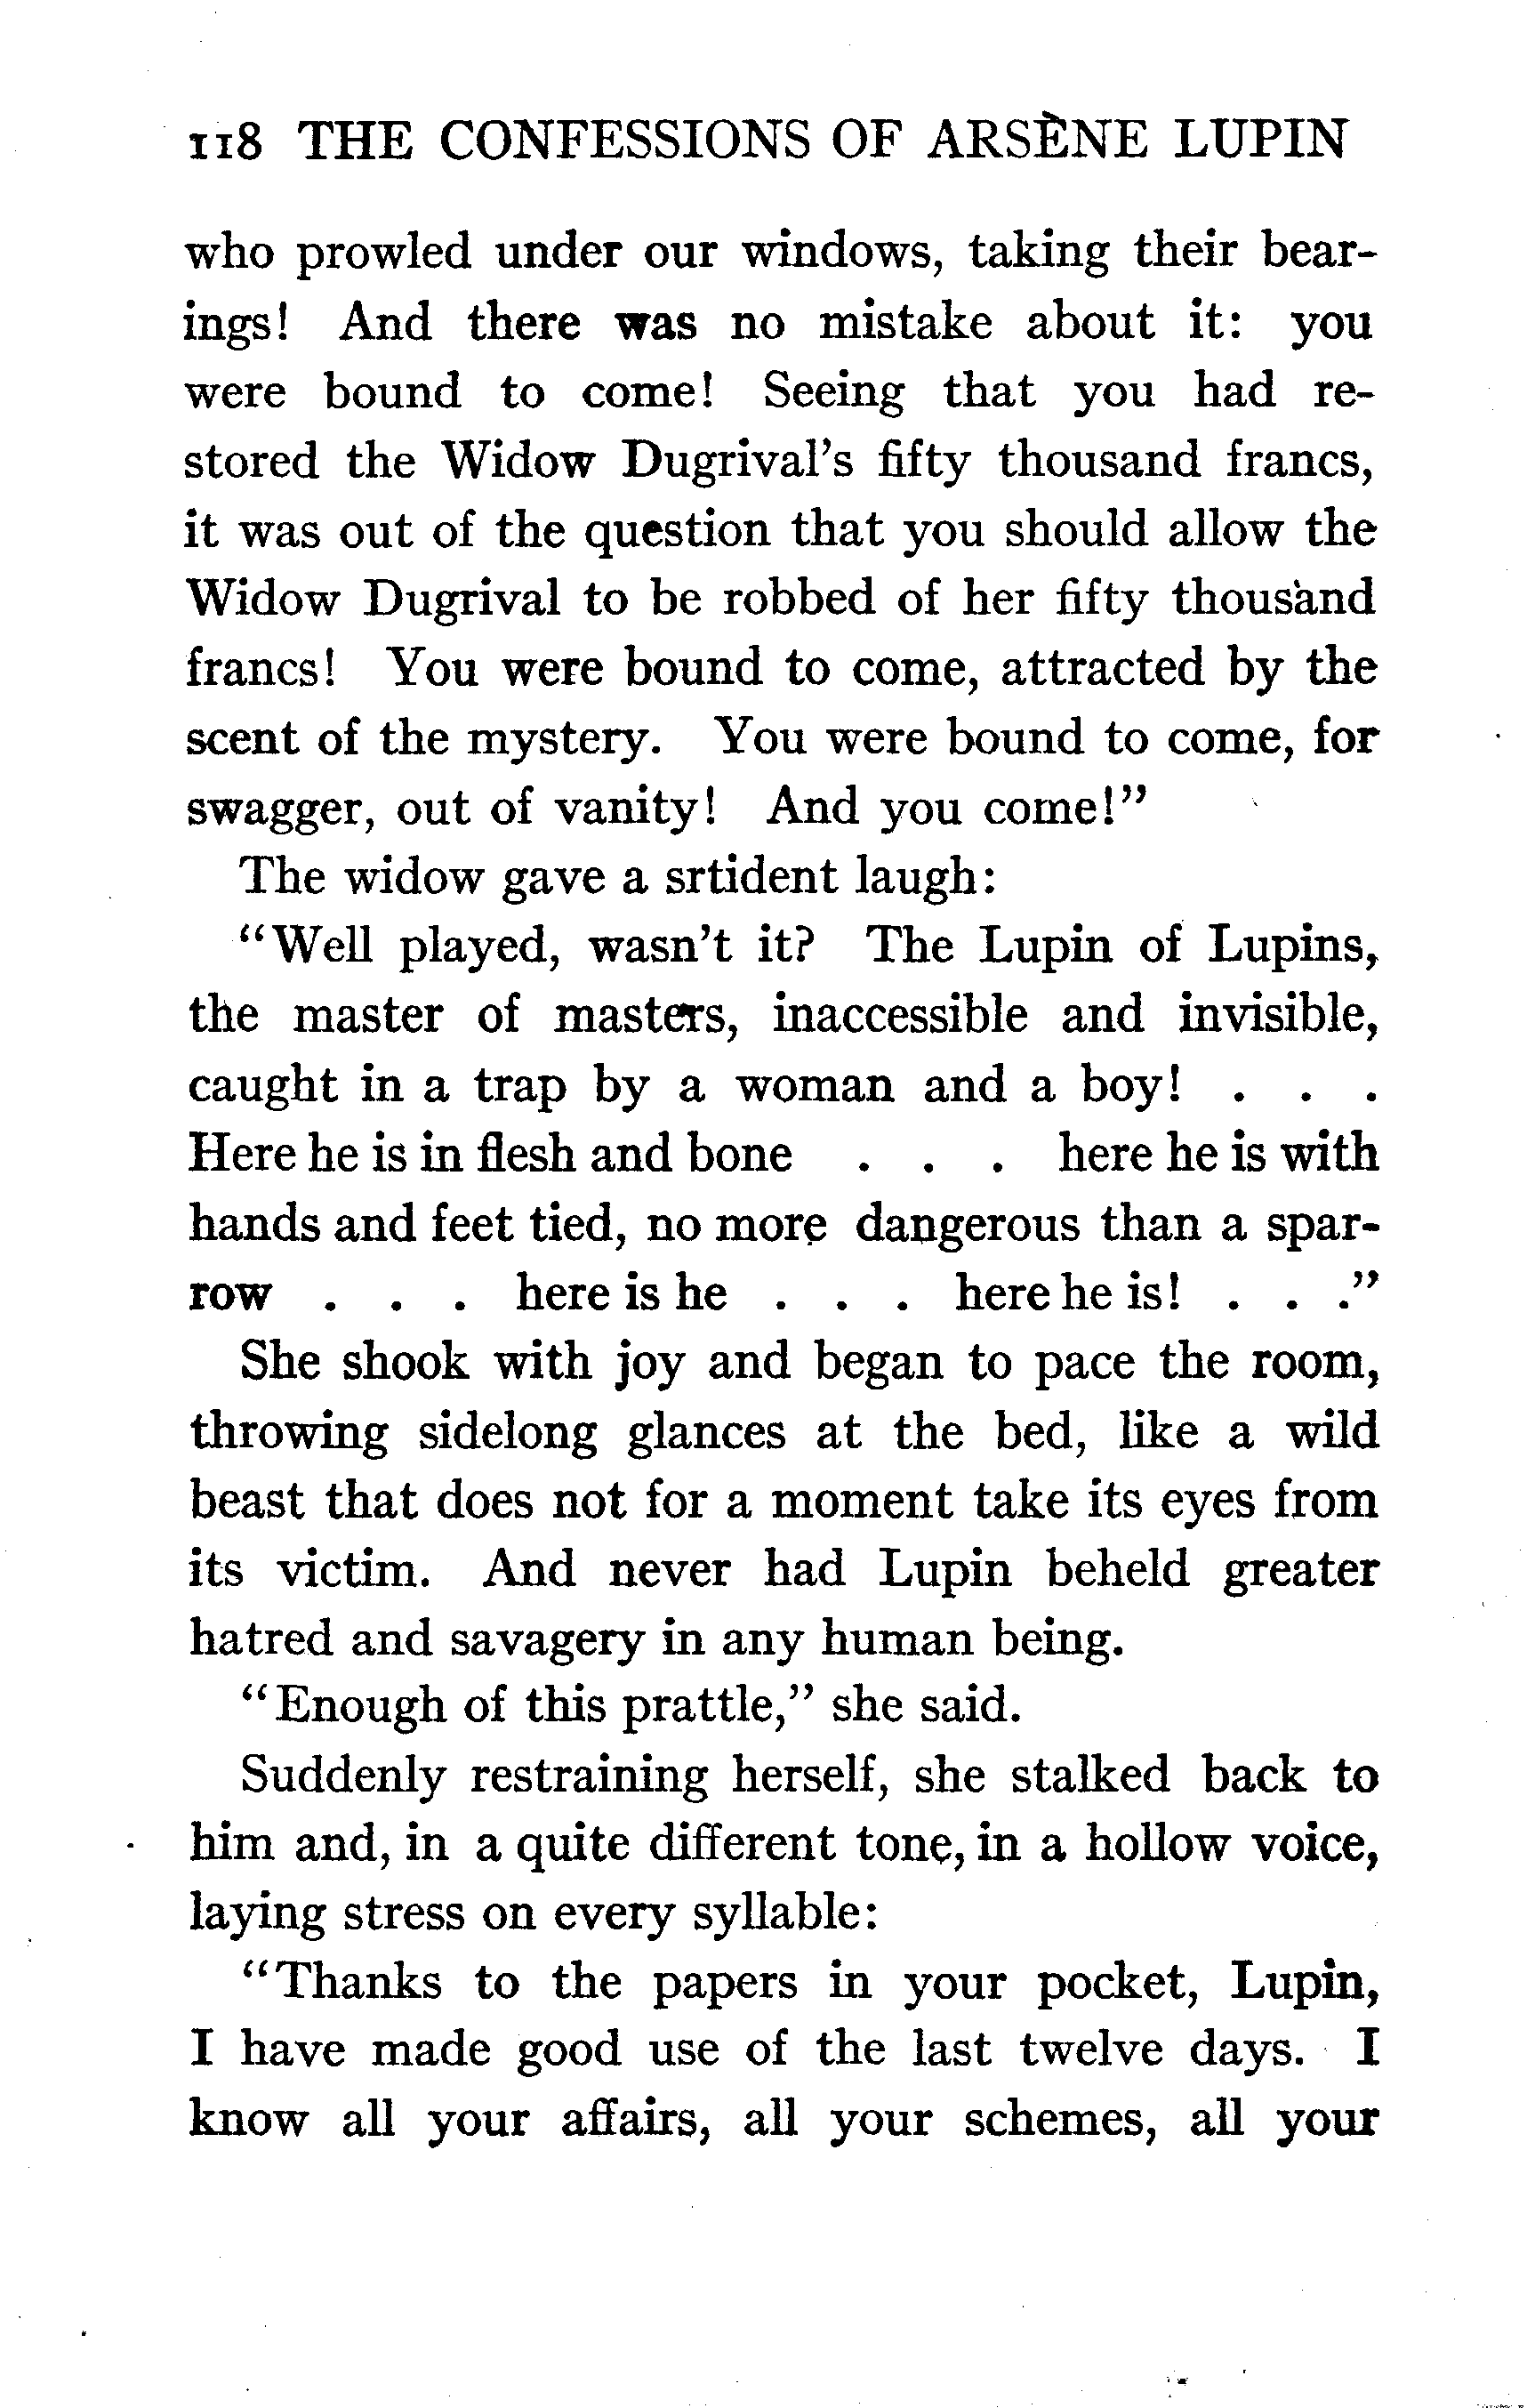 118 THE CONFESSIONS OF ARSÈNE LUPIN
who prowled under our windows, taking their bear-
ings! And there was no mistake about it: you
were bound to come! Seeing that you had re-
stored the Widow Dugrival's fifty thousand francs,
it was out of the question that you should allow the
Widow Dugrival to be robbed of her fifty thousand
francs! You were bound to come, attracted by the
scent of the mystery. You were bound to come, for
swagger, out of vanity! And you come!”
The widow gave a srtident laugh:
“Well played, wasn't it? The Lupin of Lupins,
the master of masters, inaccessible and invisible,
caught in a trap by a woman and a boy! . . .
Here he is in flesh and bone . . . here he is with
hands and feet tied, no more dangerous than a spar-
row . . . here is he . . . here he is! . . .”
She shook with joy and began to pace the room,
throwing sidelong glances at the bed, like a wild
beast that does not for a moment take its eyes from
its victim. And never had Lupin beheld greater
hatred and savagery in any human being.
“Enough of this prattle,” she said.
Suddenly restraining herself, she stalked back to
him and, in a quite different tone, in a hollow voice,
laying stress on every syllable:
“Thanks to the papers in your pocket, Lupin,
I have made good use of the last twelve days. I
know all your affairs, all your schemes, all your